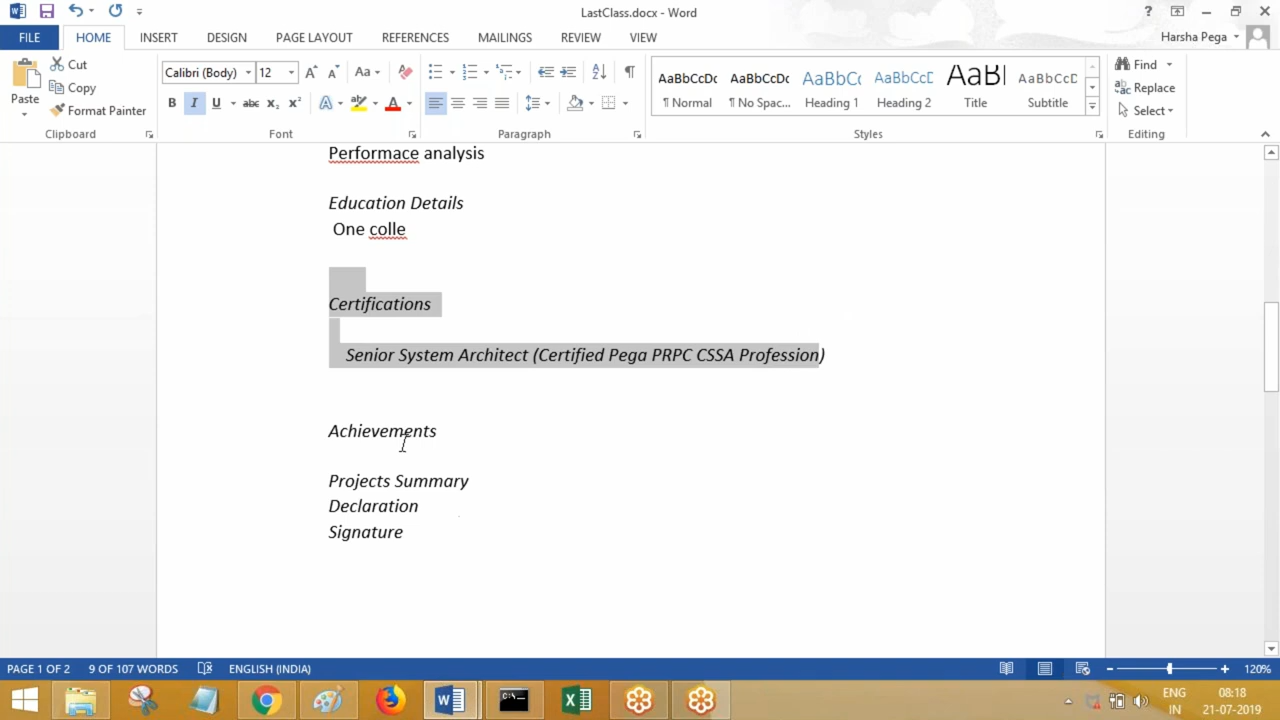 LastClass.docx - Word
FILE HOME INSERT DESIGN PAGE LAYOUT REFERENCES MAILINGS REVIEW VIEW Harsha Pega
Paste
Cut
Copy
Format Painter
Clipboard
Calibri (Body) 12
Font
Paragraph
AaBbCcDc AaBbCcDc AaBbCc AaBbCcD AaBl AaBbCcD
¶ Normal ¶ No Spac... Heading 1 Heading 2 Title Subtitle
Styles
Find
Replace
Select
Editing
Performace analysis
Education Details
One colle
Certifications
Senior System Architect (Certified Pega PRPC CSSA Profession)
Achievements
Projects Summary
Declaration
Signature
PAGE 1 OF 2 9 OF 107 WORDS ENGLISH (INDIA) 120%
ENG 08:18
IN 21-07-2019